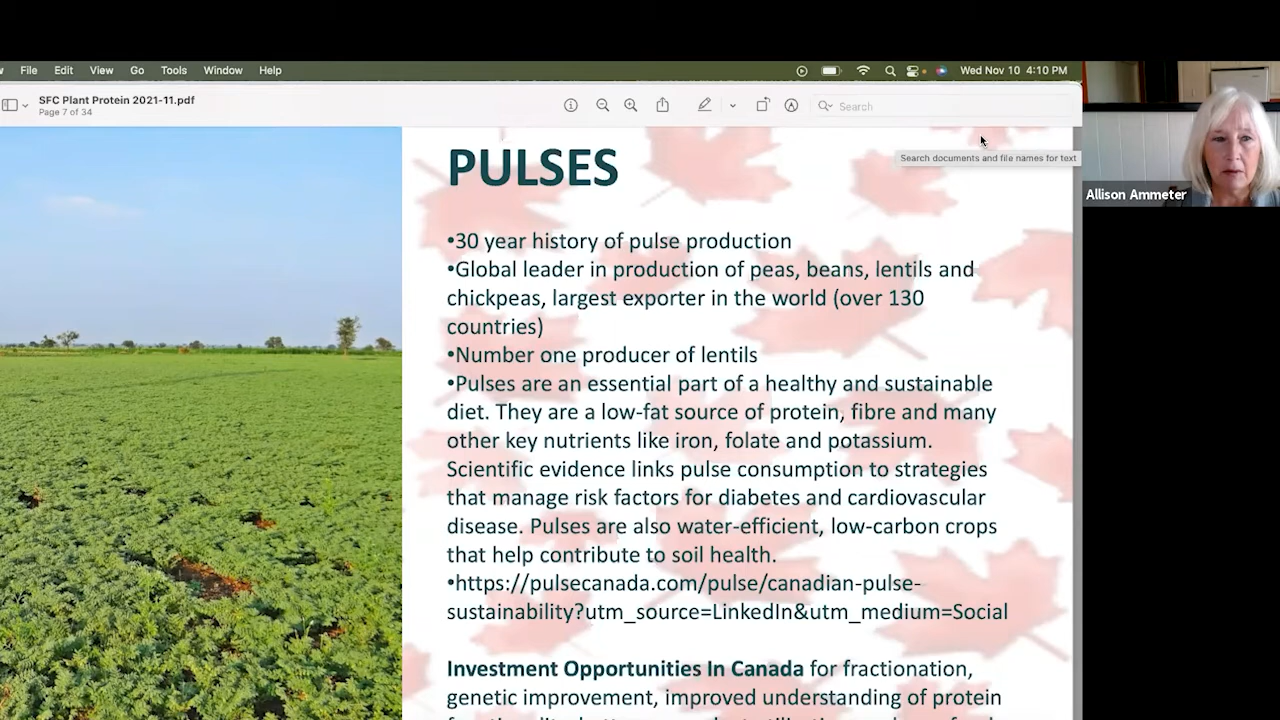 File Edit View Go Tools Window Help
Wed Nov 10 4:10 PM
SFC Plant Protein 2021-11.pdf
Page 7 of 34
Search
Search documents and file names for text
Allison Ammeter
PULSES
•30 year history of pulse production
•Global leader in production of peas, beans, lentils and
chickpeas, largest exporter in the world (over 130
countries)
•Number one producer of lentils
•Pulses are an essential part of a healthy and sustainable
diet. They are a low-fat source of protein, fibre and many
other key nutrients like iron, folate and potassium.
Scientific evidence links pulse consumption to strategies
that manage risk factors for diabetes and cardiovascular
disease. Pulses are also water-efficient, low-carbon crops
that help contribute to soil health.
•https://pulsecanada.com/pulse/canadian-pulse-
sustainability?utm_source=LinkedIn&utm_medium=Social
Investment Opportunities In Canada for fractionation,
genetic improvement, improved understanding of protein